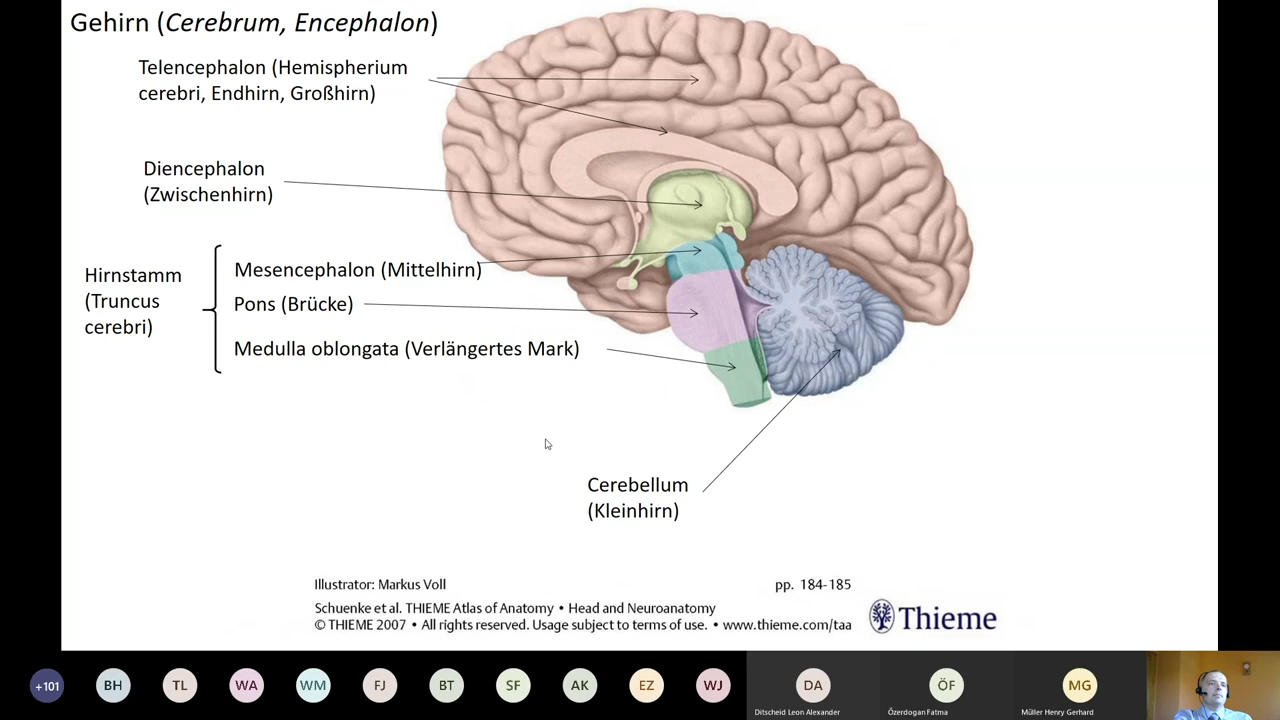 Gehirn (Cerebrum, Encephalon)
Telencephalon (Hemispherium
cerebri, Endhirn, Großhirn)
Diencephalon
(Zwischenhirn)
Hirnstamm
(Truncus
cerebri)
Mesencephalon (Mittelhirn)
Pons (Brücke)
Medulla oblongata (Verlängertes Mark)
Cerebellum
(Kleinhirn)
Illustrator: Markus Voll
pp. 184-185
Schuenke et al. THIEME Atlas of Anatomy • Head and Neuroanatomy
© THIEME 2007 • All rights reserved. Usage subject to terms of use. • www.thieme.com/taa
Thieme
+101 BH TL WA WM FJ BT SF AK EZ WJ DA ÖF MG
Ditscheid Leon Alexander
Özerdogan Fatma
Müller Henry Gerhard